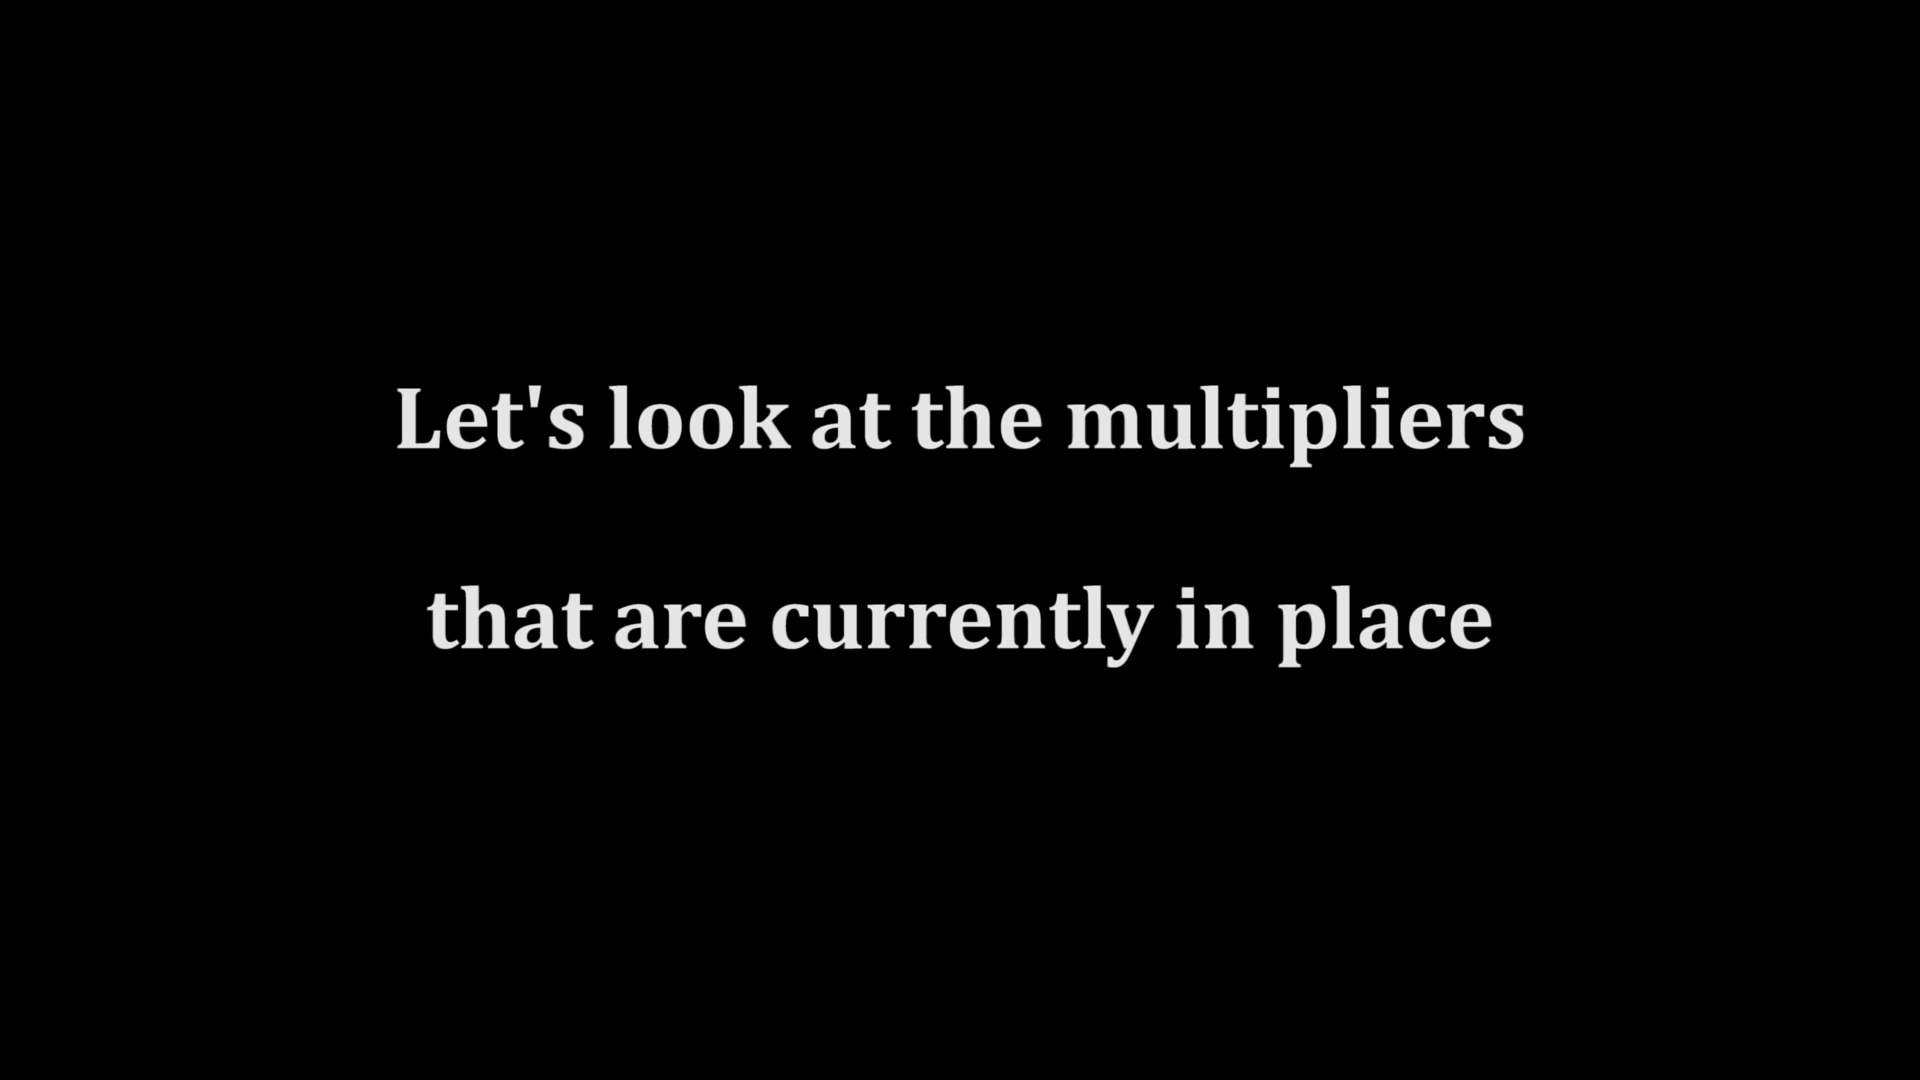 Let's look at the multipliers
that are currently in place